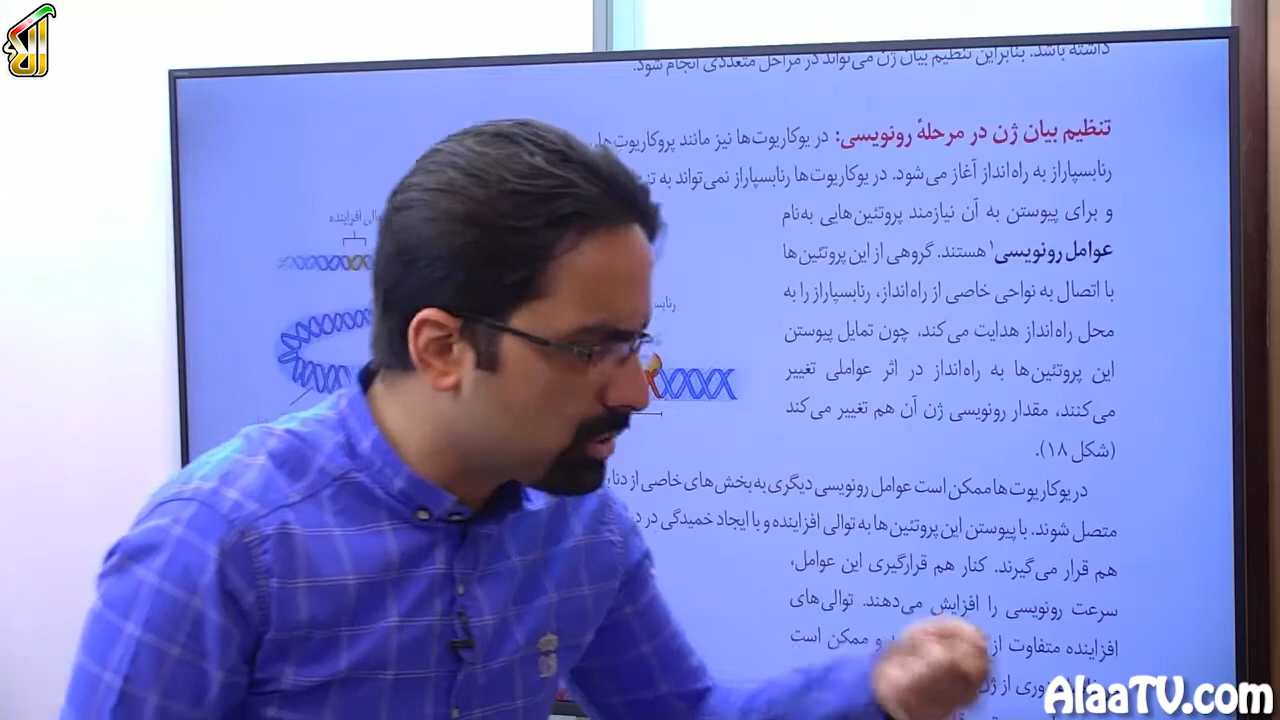 داشته باشد. بنابراین تنظیم بیان ژن می‌تواند در مراحل متعددی انجام شود.
تنظیم بیان ژن در مرحلهٔ رونویسی: در یوکاریوت‌ها نیز مانند پروکاریوت‌ها،
رنابسپاراز به راه‌انداز آغاز می‌شود. در یوکاریوت‌ها رنابسپاراز نمی‌تواند به
و برای پیوستن به آن نیازمند پروتئین‌هایی به‌نام
عوامل رونویسی۱ هستند. گروهی از این پروتئین‌ها
با اتصال به نواحی خاصی از راه‌انداز، رنابسپاراز را به
محل راه‌انداز هدایت می‌کند، چون تمایل پیوستن
این پروتئین‌ها به راه‌انداز در اثر عواملی تغییر
می‌کنند، مقدار رونویسی ژن آن هم تغییر می‌کند
(شکل ۱۸).
در یوکاریوت‌ها ممکن است عوامل رونویسی دیگری به بخش‌های خاصی از دنا
متصل شوند. با پیوستن این پروتئین‌ها به توالی افزاینده و با ایجاد خمیدگی در
هم قرار می‌گیرند. کنار هم قرارگیری این عوامل،
سرعت رونویسی را افزایش می‌دهند. توالی‌های
افزاینده متفاوت از و ممکن است
توالی افزاینده
AlaaTV.com